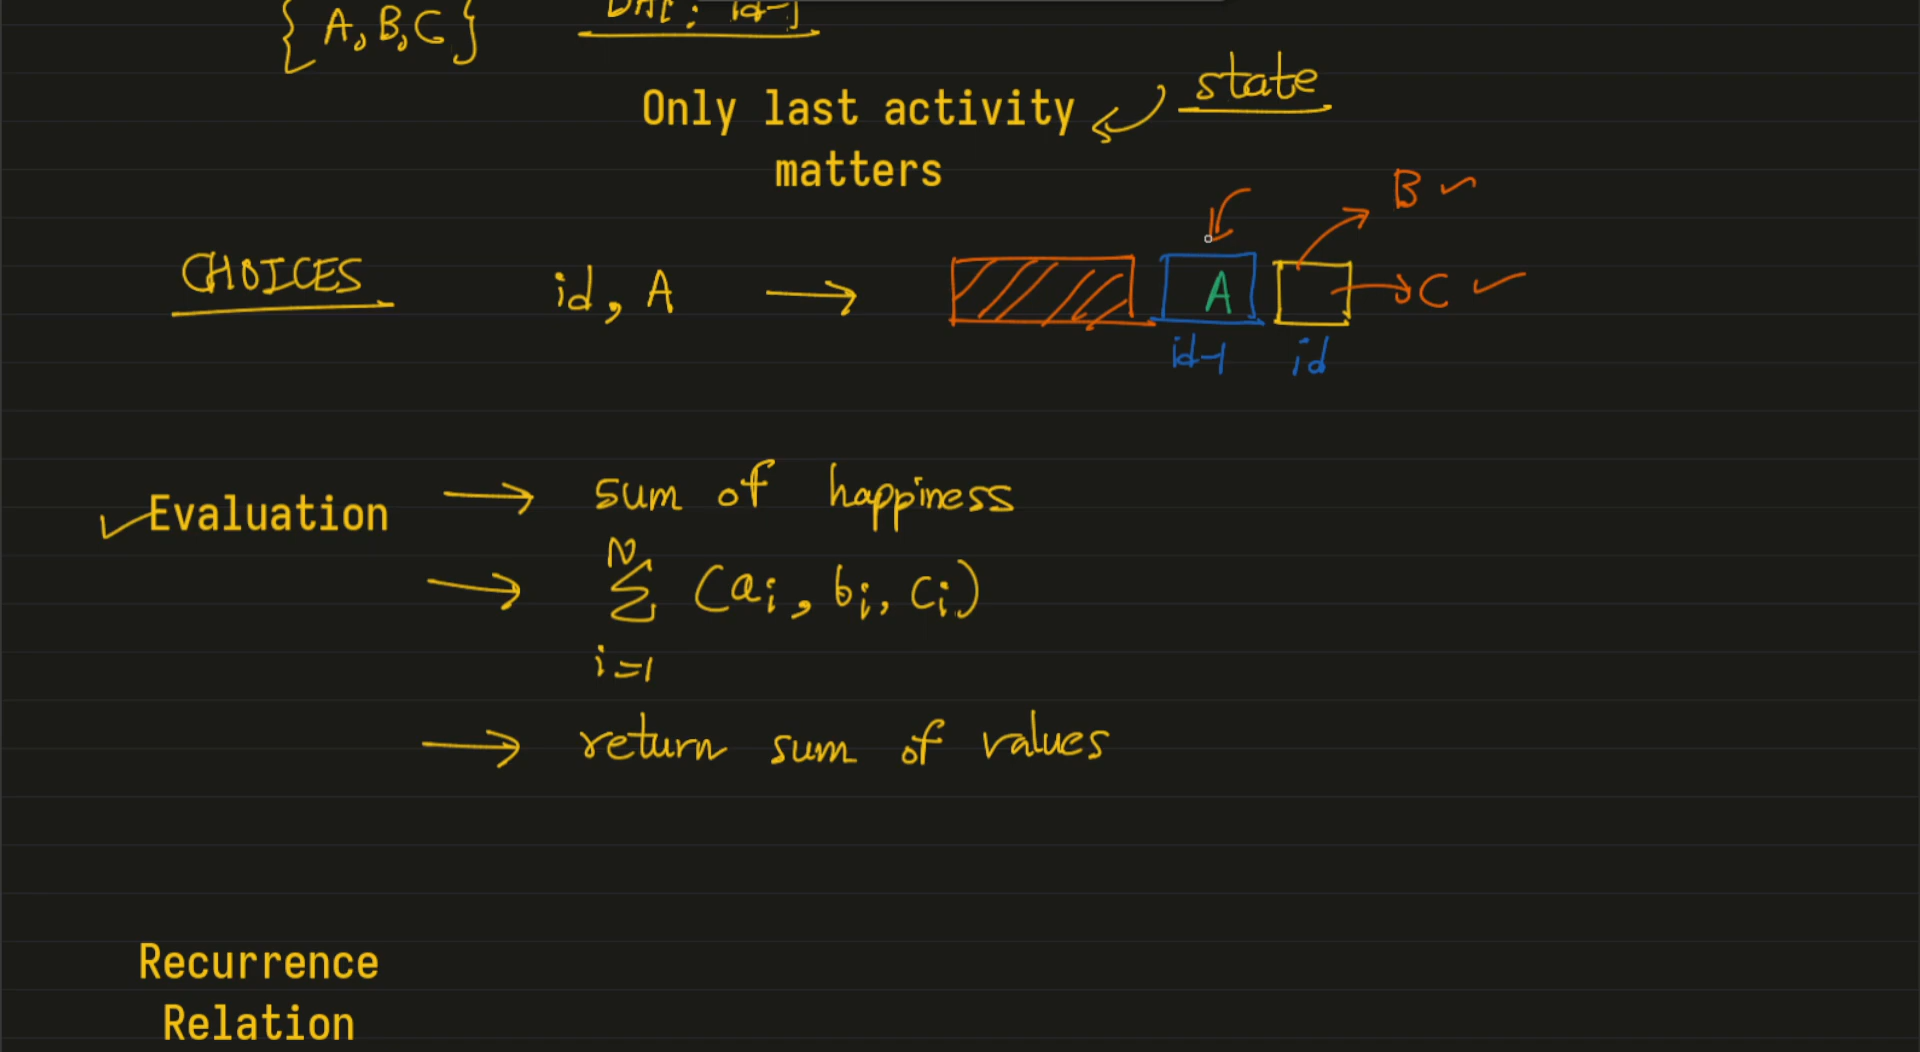 { A, B, C }
state
Only last activity
matters
B
CHOICES id, A → A → C
id-1 id
Evaluation → sum of happiness
→ N
Σ (ai, bi, ci)
i=1
→ return sum of values
Recurrence
Relation